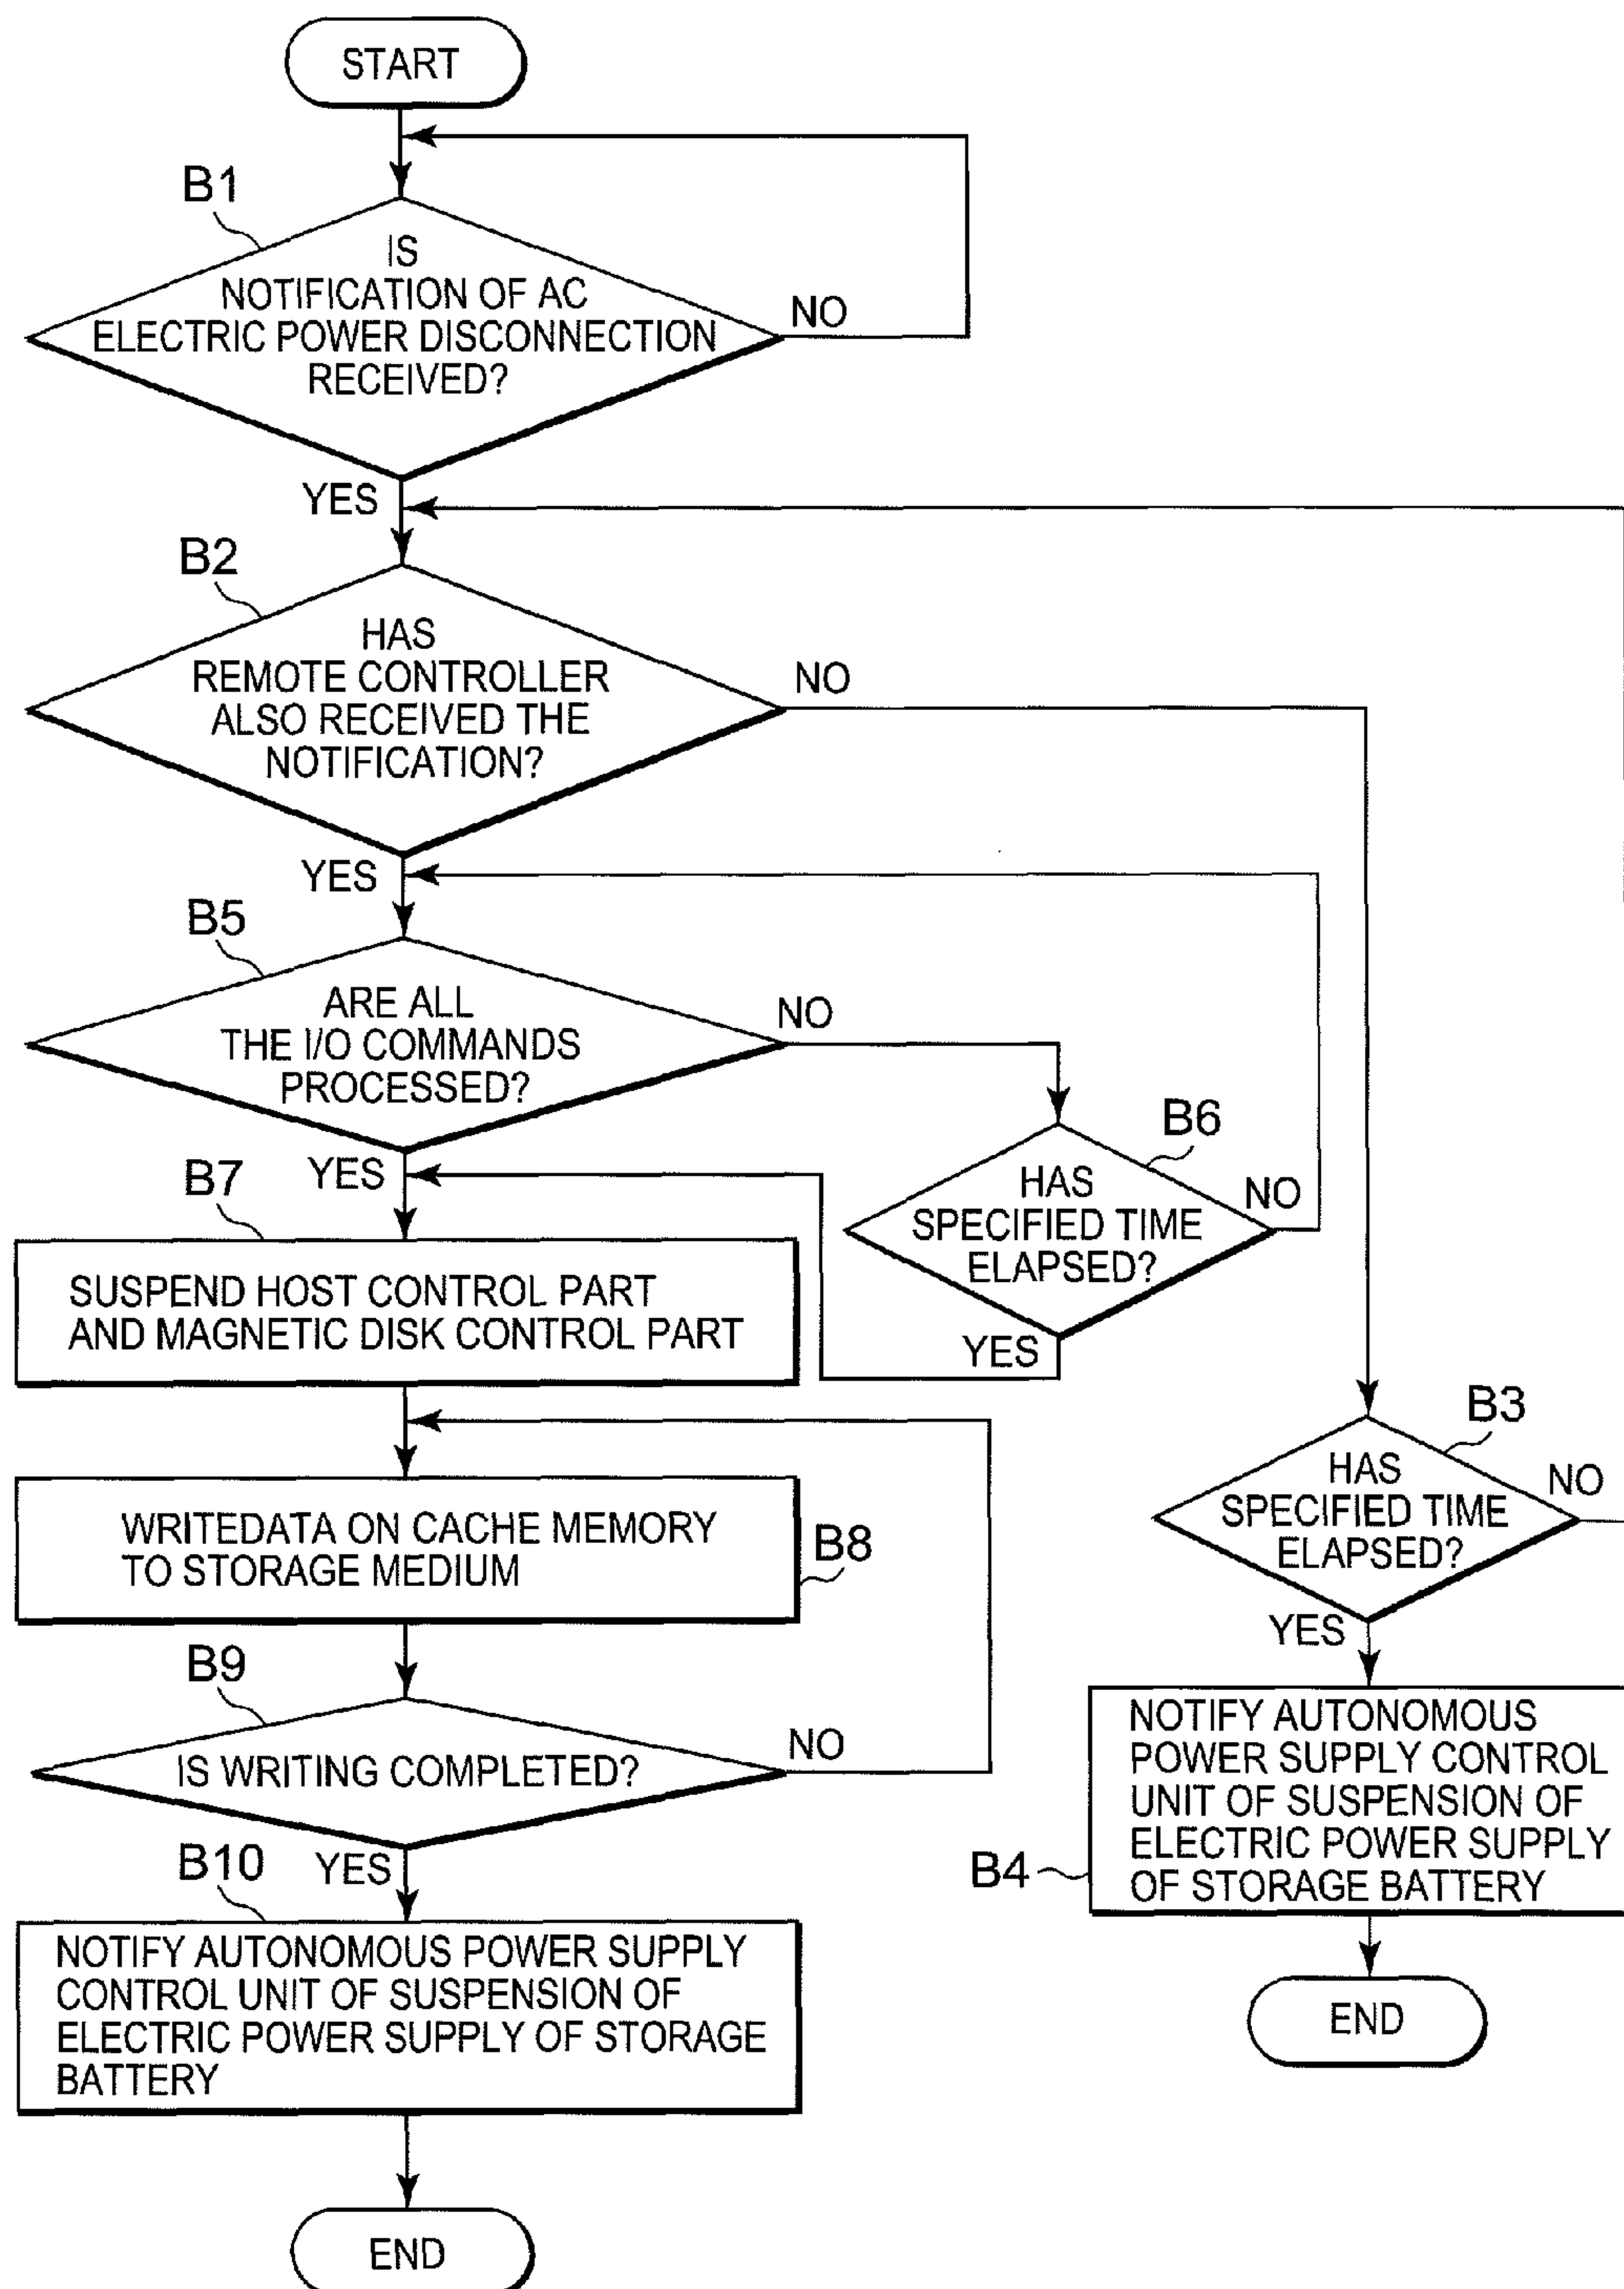 START
B1
IS
NOTIFICATION OF AC
ELECTRIC POWER DISCONNECTION
RECEIVED?
NO
YES
B2
HAS
REMOTE CONTROLLER
ALSO RECEIVED THE
NOTIFICATION?
NO
YES
B5
ARE ALL
THE I/O COMMANDS
PROCESSED?
NO
YES
B6
HAS
SPECIFIED TIME
ELAPSED?
NO
YES
B7
SUSPEND HOST CONTROL PART
AND MAGNETIC DISK CONTROL PART
B3
HAS
SPECIFIED TIME
ELAPSED?
NO
YES
WRITEDATA ON CACHE MEMORY
TO STORAGE MEDIUM
B8
B9
IS WRITING COMPLETED?
NO
YES
B4
NOTIFY AUTONOMOUS
POWER SUPPLY CONTROL
UNIT OF SUSPENSION OF
ELECTRIC POWER SUPPLY
OF STORAGE BATTERY
END
B10
NOTIFY AUTONOMOUS POWER SUPPLY
CONTROL UNIT OF SUSPENSION OF
ELECTRIC POWER SUPPLY OF STORAGE
BATTERY
END